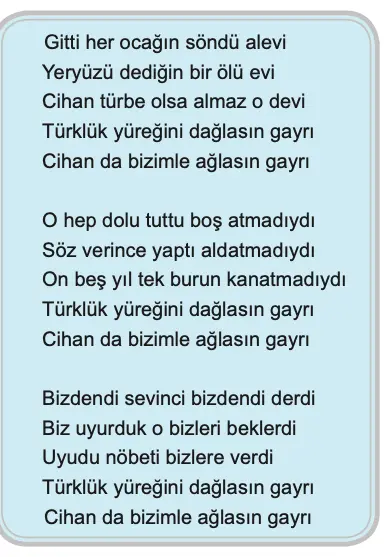 Gitti her ocağın söndü alevi
Yeryüzü dediğin bir ölü evi
Cihan türbe olsa almaz o devi
Türklük yüreğini dağlasın gayrı
Cihan da bizimle ağlasın gayrı

O hep dolu tuttu boş atmadıydı
Söz verince yaptı aldatmadıydı
On beş yıl tek burun kanatmadıydı
Türklük yüreğini dağlasın gayrı
Cihan da bizimle ağlasın gayrı

Bizdendi sevinci bizdendi derdi
Biz uyurduk o bizleri beklerdi
Uyudu nöbeti bizlere verdi
Türklük yüreğini dağlasın gayrı
Cihan da bizimle ağlasın gayrı